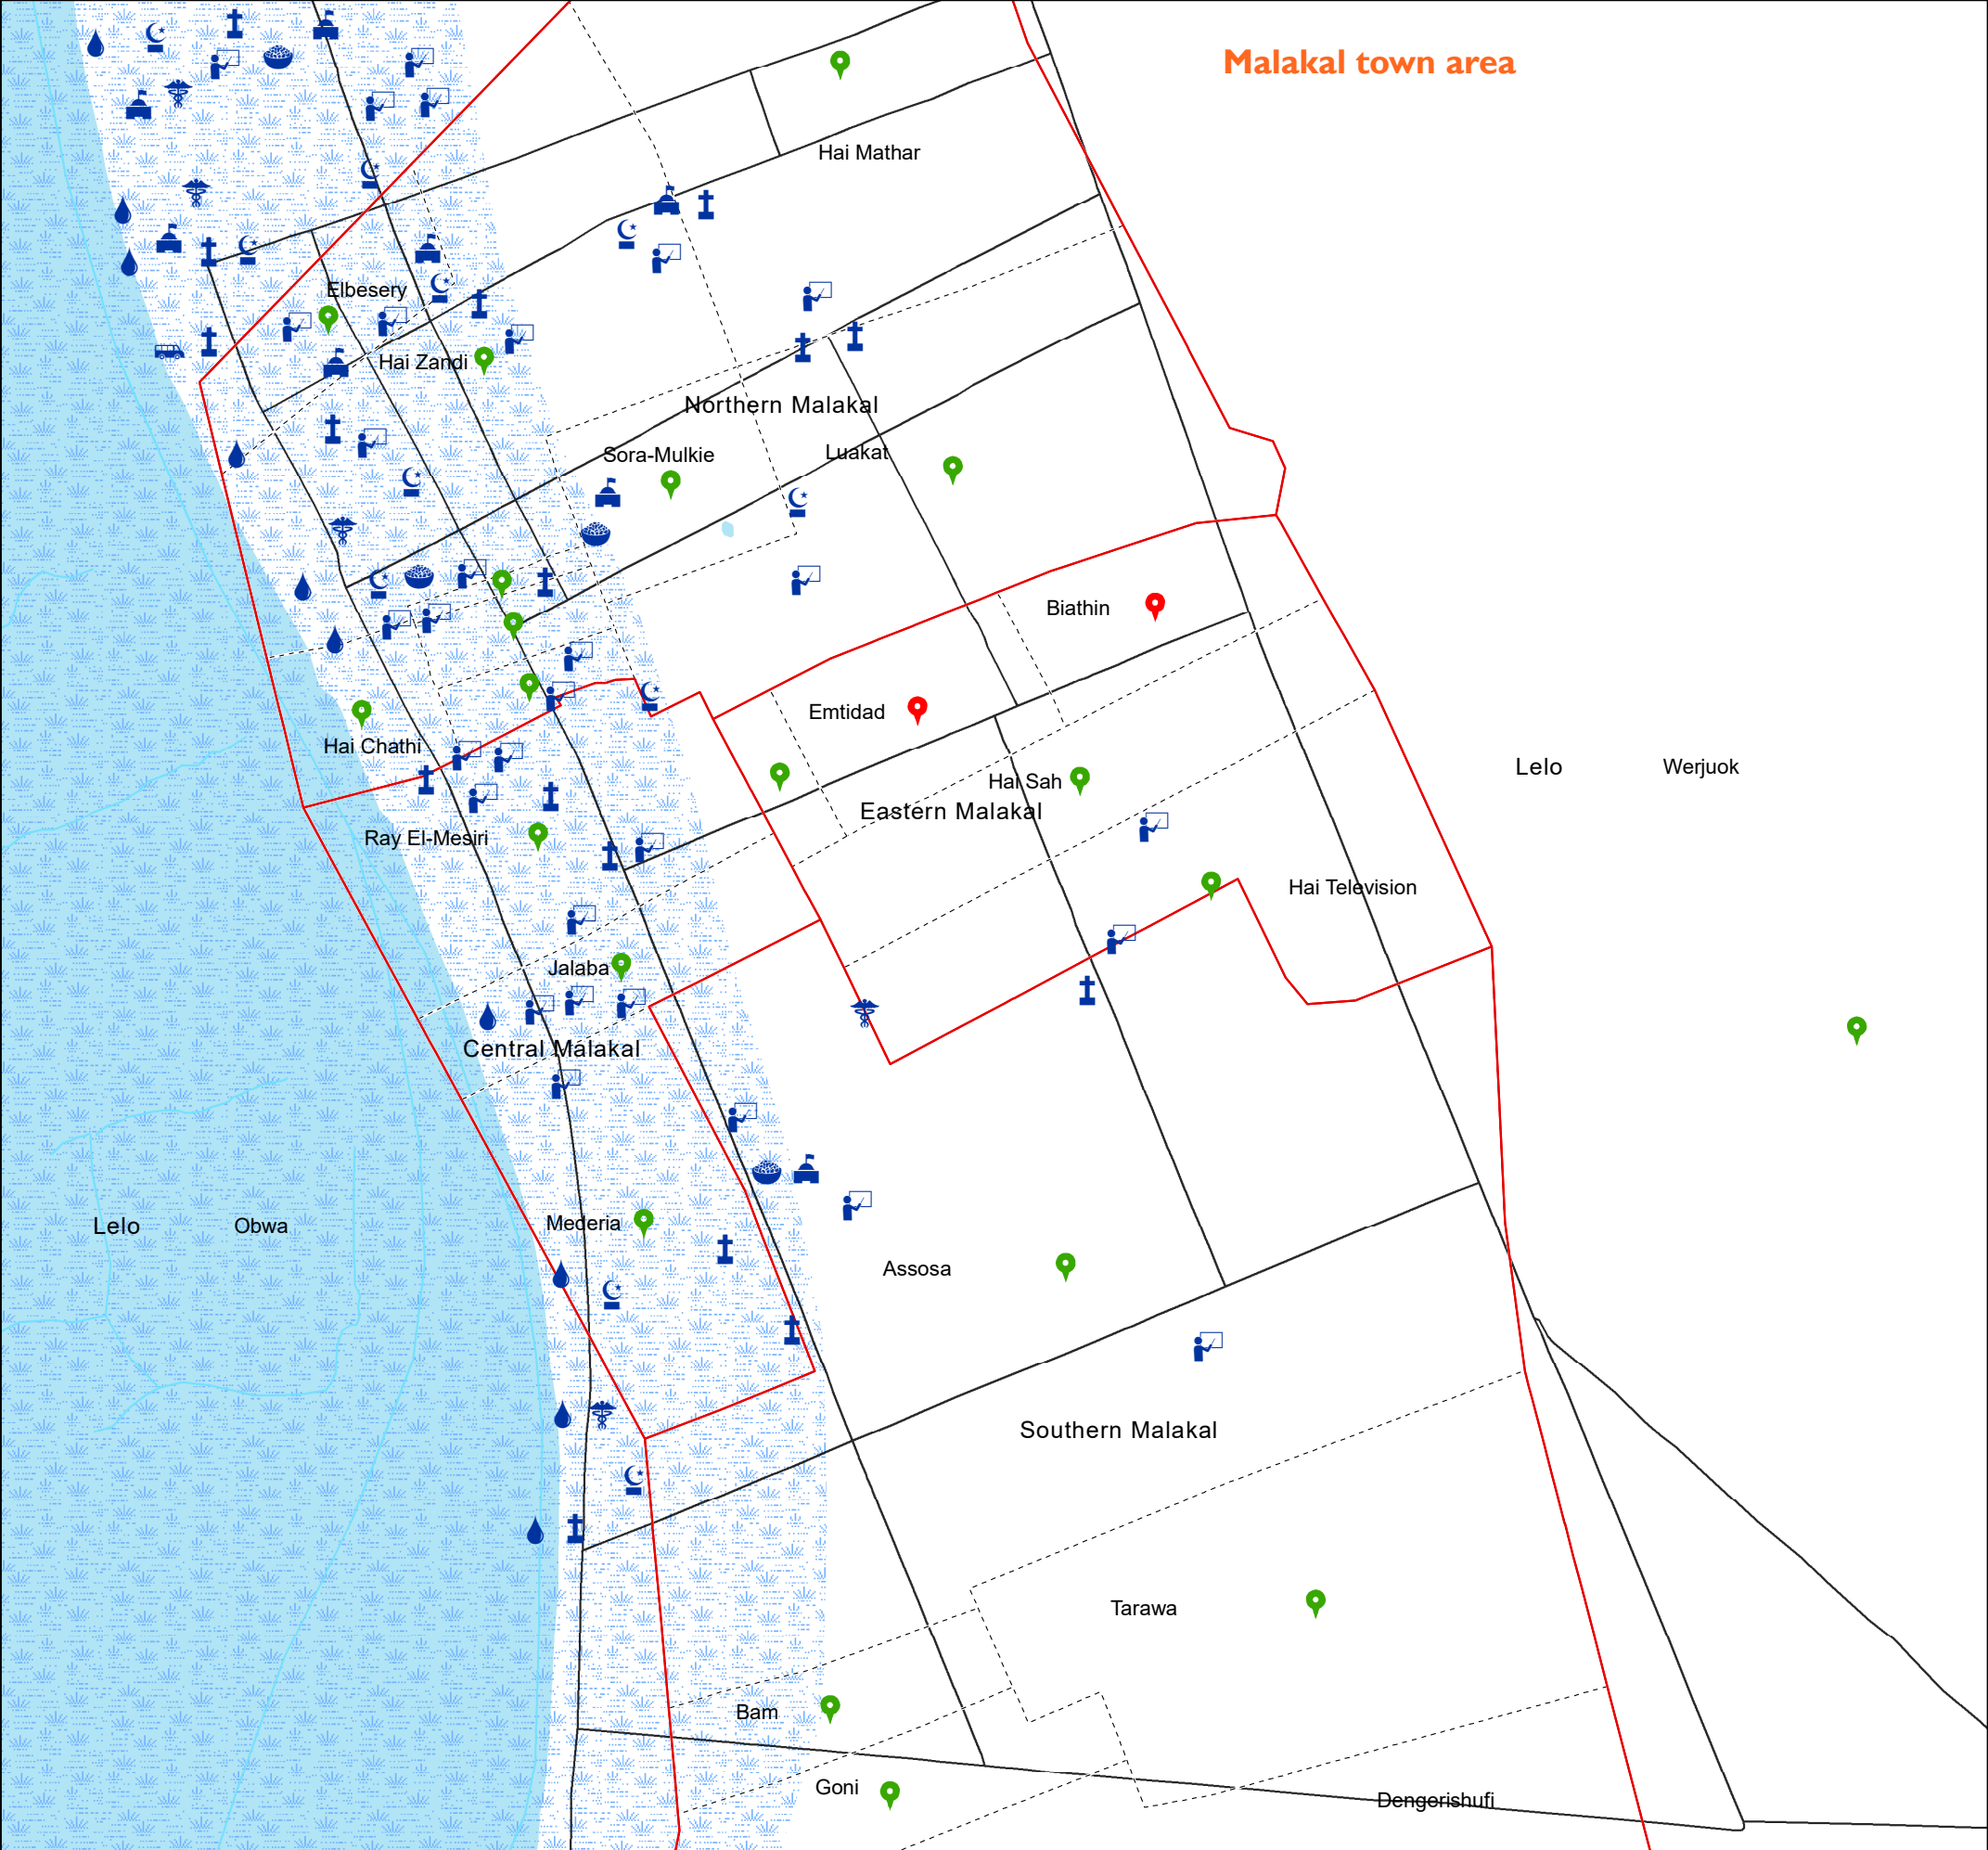 Malakal town area
Hai Mathar
Elbesery
Hai Zandi
Northern Malakal
Sora-Mulkie
Luakat
Biathin
Emtidad
Hai Chathi
Hai Sah
Lelo
Werjuok
Eastern Malakal
Ray El-Mesiri
Hai Television
Jalaba
Central Malakal
Lelo
Obwa
Mederia
Assosa
Southern Malakal
Tarawa
Bam
Goni
Dengerishufi